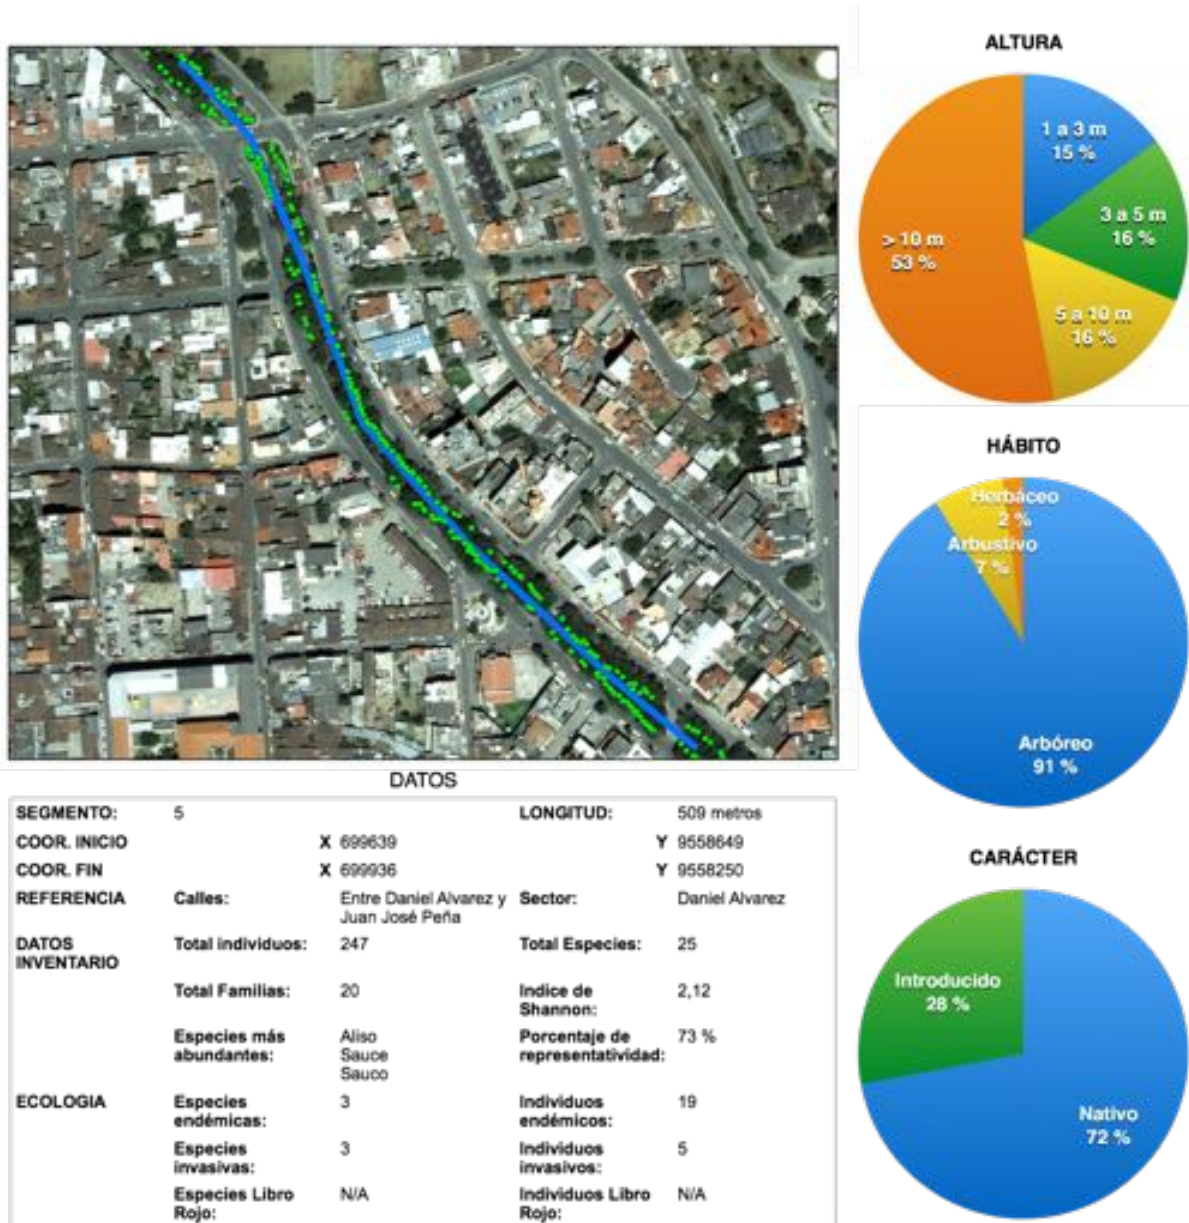 ALTURA
1 a 3 m
15 %
3 a 5 m
16 %
5 a 10 m
16 %
> 10 m
53 %
HÁBITO
Herbáceo
2 %
Arbustivo
7 %
Arbóreo
91 %
CARÁCTER
Introducido
28 %
Nativo
72 %
DATOS
SEGMENTO: 5 LONGITUD: 509 metros
COOR. INICIO X 699639 Y 9558649
COOR. FIN X 699936 Y 9558250
REFERENCIA Calles: Entre Daniel Alvarez y Sector: Daniel Alvarez
Juan José Peña
DATOS Total individuos: 247 Total Especies: 25
INVENTARIO
Total Familias: 20 Indice de 2,12
Shannon:
Especies más Aliso Porcentaje de 73 %
abundantes: Sauce representatividad:
Sauco
ECOLOGIA Especies 3 Individuos 19
endémicas: endémicos:
Especies 3 Individuos 5
invasivas: invasivos:
Especies Libro N/A Individuos Libro N/A
Rojo: Rojo: